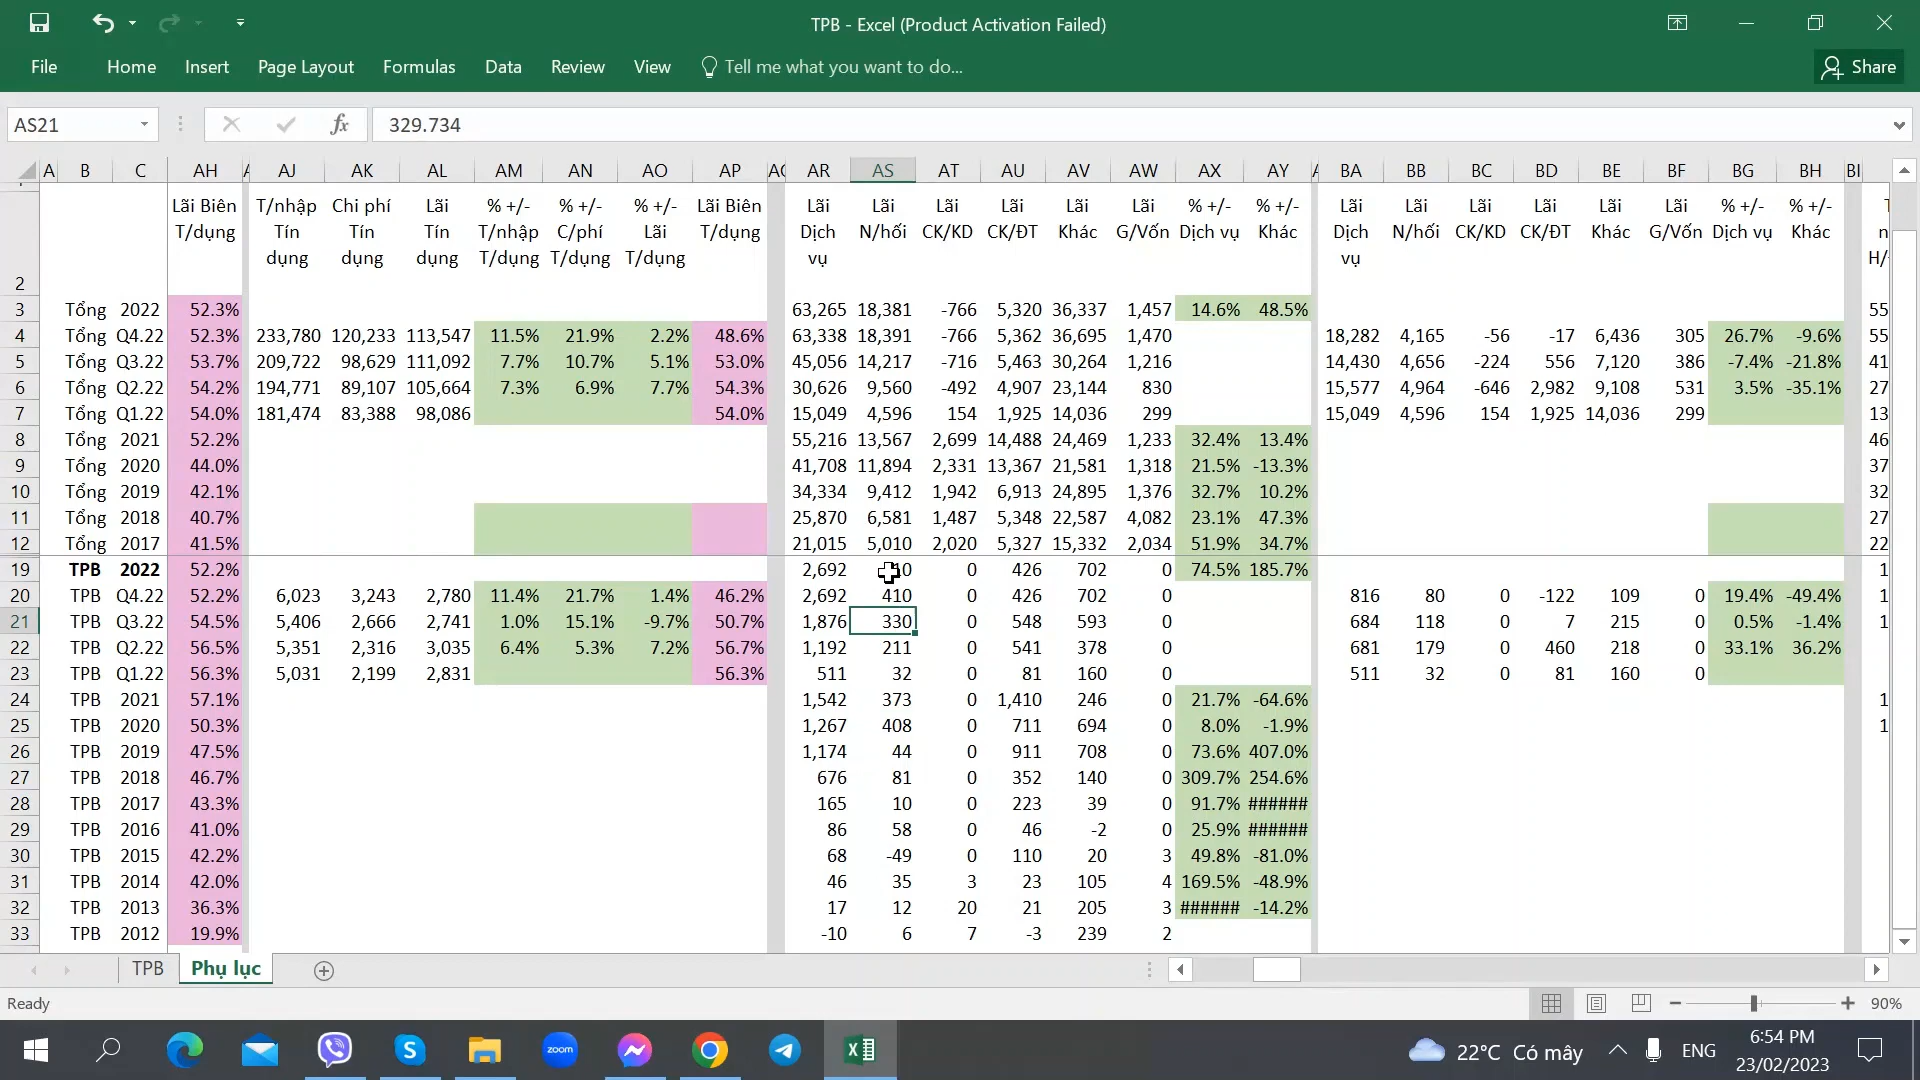 TPB - Excel (Product Activation Failed)
File Home Insert Page Layout Formulas Data Review View Tell me what you want to do... Share
AS21 fx 329.734
A B C AH AJ AK AL AM AN AO AP AR AS AT AU AV AW AX AY BA BB BC BD BE BF BG BH BI
Lãi Biên T/nhập Chi phí Lãi % +/- % +/- % +/- Lãi Biên Lãi Lãi Lãi Lãi Lãi Lãi % +/- % +/- Lãi Lãi Lãi Lãi Lãi Lãi % +/- % +/-
T/dụng Tín Tín Tín T/nhập C/phí Lãi T/dụng Dịch N/hối CK/KD CK/ĐT Khác G/Vốn Dịch vụ Khác Dịch N/hối CK/KD CK/ĐT Khác G/Vốn Dịch vụ Khác n
dụng dụng dụng T/dụng T/dụng T/dụng vụ vụ H/
2
3 Tổng 2022 52.3% 63,265 18,381 -766 5,320 36,337 1,457 14.6% 48.5% 55
4 Tổng Q4.22 52.3% 233,780 120,233 113,547 11.5% 21.9% 2.2% 48.6% 63,338 18,391 -766 5,362 36,695 1,470 18,282 4,165 -56 -17 6,436 305 26.7% -9.6% 55
5 Tổng Q3.22 53.7% 209,722 98,629 111,092 7.7% 10.7% 5.1% 53.0% 45,056 14,217 -716 5,463 30,264 1,216 14,430 4,656 -224 556 7,120 386 -7.4% -21.8% 41
6 Tổng Q2.22 54.2% 194,771 89,107 105,664 7.3% 6.9% 7.7% 54.3% 30,626 9,560 -492 4,907 23,144 830 15,577 4,964 -646 2,982 9,108 531 3.5% -35.1% 27
7 Tổng Q1.22 54.0% 181,474 83,388 98,086 54.0% 15,049 4,596 154 1,925 14,036 299 15,049 4,596 154 1,925 14,036 299 13
8 Tổng 2021 52.2% 55,216 13,567 2,699 14,488 24,469 1,233 32.4% 13.4% 46
9 Tổng 2020 44.0% 41,708 11,894 2,331 13,367 21,581 1,318 21.5% -13.3% 37
10 Tổng 2019 42.1% 34,334 9,412 1,942 6,913 24,895 1,376 32.7% 10.2% 32
11 Tổng 2018 40.7% 25,870 6,581 1,487 5,348 22,587 4,082 23.1% 47.3% 27
12 Tổng 2017 41.5% 21,015 5,010 2,020 5,327 15,332 2,034 51.9% 34.7% 22
19 TPB 2022 52.2% 2,692 0 426 702 0 74.5% 185.7% 1
20 TPB Q4.22 52.2% 6,023 3,243 2,780 11.4% 21.7% 1.4% 46.2% 2,692 410 0 426 702 0 816 80 0 -122 109 0 19.4% -49.4% 1
21 TPB Q3.22 54.5% 5,406 2,666 2,741 1.0% 15.1% -9.7% 50.7% 1,876 330 0 548 593 0 684 118 0 7 215 0 0.5% -1.4% 1
22 TPB Q2.22 56.5% 5,351 2,316 3,035 6.4% 5.3% 7.2% 56.7% 1,192 211 0 541 378 0 681 179 0 460 218 0 33.1% 36.2%
23 TPB Q1.22 56.3% 5,031 2,199 2,831 56.3% 511 32 0 81 160 0 511 32 0 81 160 0
24 TPB 2021 57.1% 1,542 373 0 1,410 246 0 21.7% -64.6% 1
25 TPB 2020 50.3% 1,267 408 0 711 694 0 8.0% -1.9% 1
26 TPB 2019 47.5% 1,174 44 0 911 708 0 73.6% 407.0%
27 TPB 2018 46.7% 676 81 0 352 140 0 309.7% 254.6%
28 TPB 2017 43.3% 165 10 0 223 39 0 91.7% ######
29 TPB 2016 41.0% 86 58 0 46 -2 0 25.9% ######
30 TPB 2015 42.2% 68 -49 0 110 20 3 49.8% -81.0%
31 TPB 2014 42.0% 46 35 3 23 105 4 169.5% -48.9%
32 TPB 2013 36.3% 17 12 20 21 205 3 ###### -14.2%
33 TPB 2012 19.9% -10 6 7 -3 239 2
TPB Phụ lục
Ready 90%
zoom 22°C Có mây ENG 6:54 PM
23/02/2023